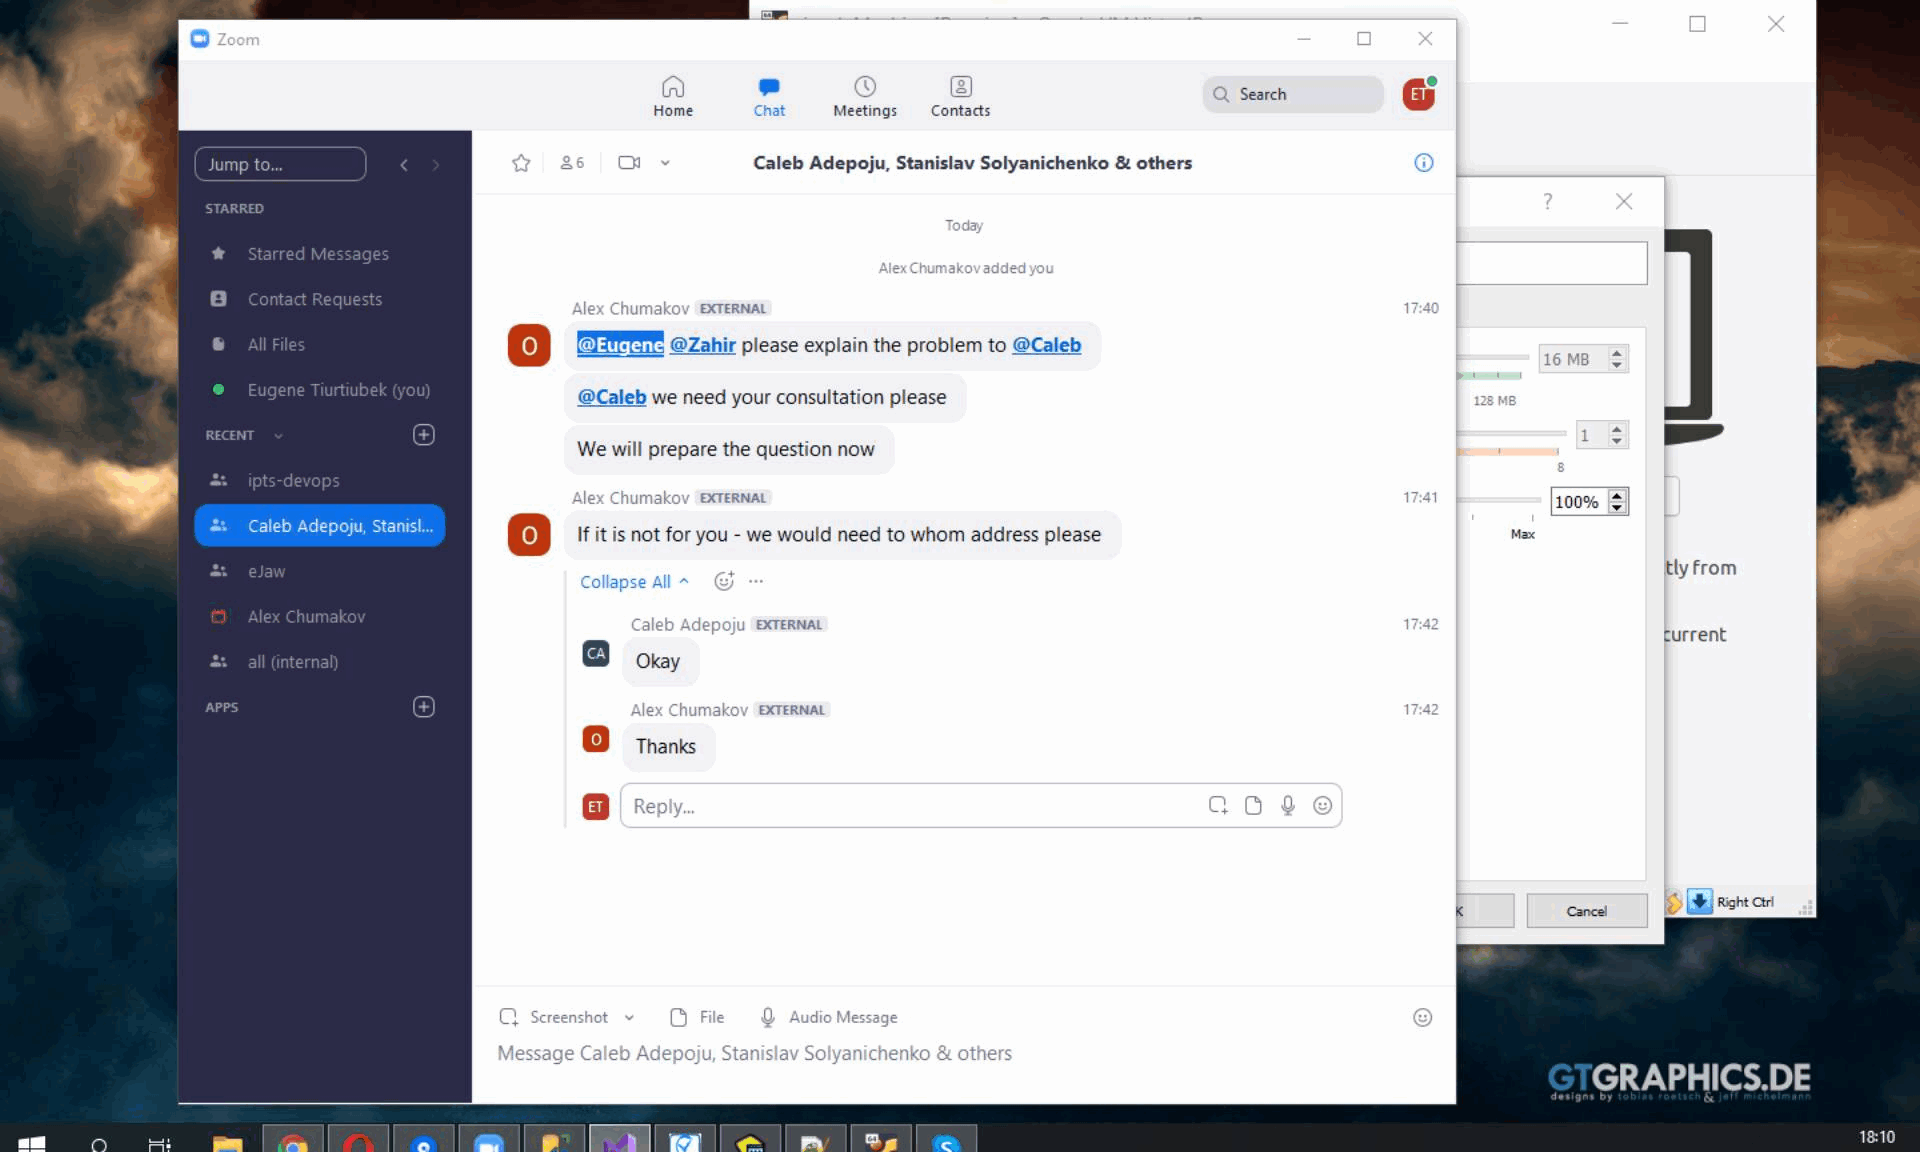 Zoom
Home
Chat
Meetings
Contacts
Search
ET
Jump to...
STARRED
Starred Messages
Contact Requests
All Files
Eugene Tiurtiubek (you)
RECENT
ipts-devops
Caleb Adepoju, Stanisl...
eJaw
Alex Chumakov
all (internal)
APPS
6
Caleb Adepoju, Stanislav Solyanichenko & others
Today
Alex Chumakov added you
Alex Chumakov EXTERNAL 17:40
O
@Eugene @Zahir please explain the problem to @Caleb
@Caleb we need your consultation please
We will prepare the question now
Alex Chumakov EXTERNAL 17:41
O
If it is not for you - we would need to whom address please
Collapse All
Caleb Adepoju EXTERNAL 17:42
CA
Okay
Alex Chumakov EXTERNAL 17:42
O
Thanks
ET
Reply...
Screenshot
File
Audio Message
Message Caleb Adepoju, Stanislav Solyanichenko & others
?
16 MB
128 MB
1
8
100%
Max
tly from
current
K
Cancel
Right Ctrl
GTGRAPHICS.DE
designs by tobias roetsch & jeff michelmann
18:10